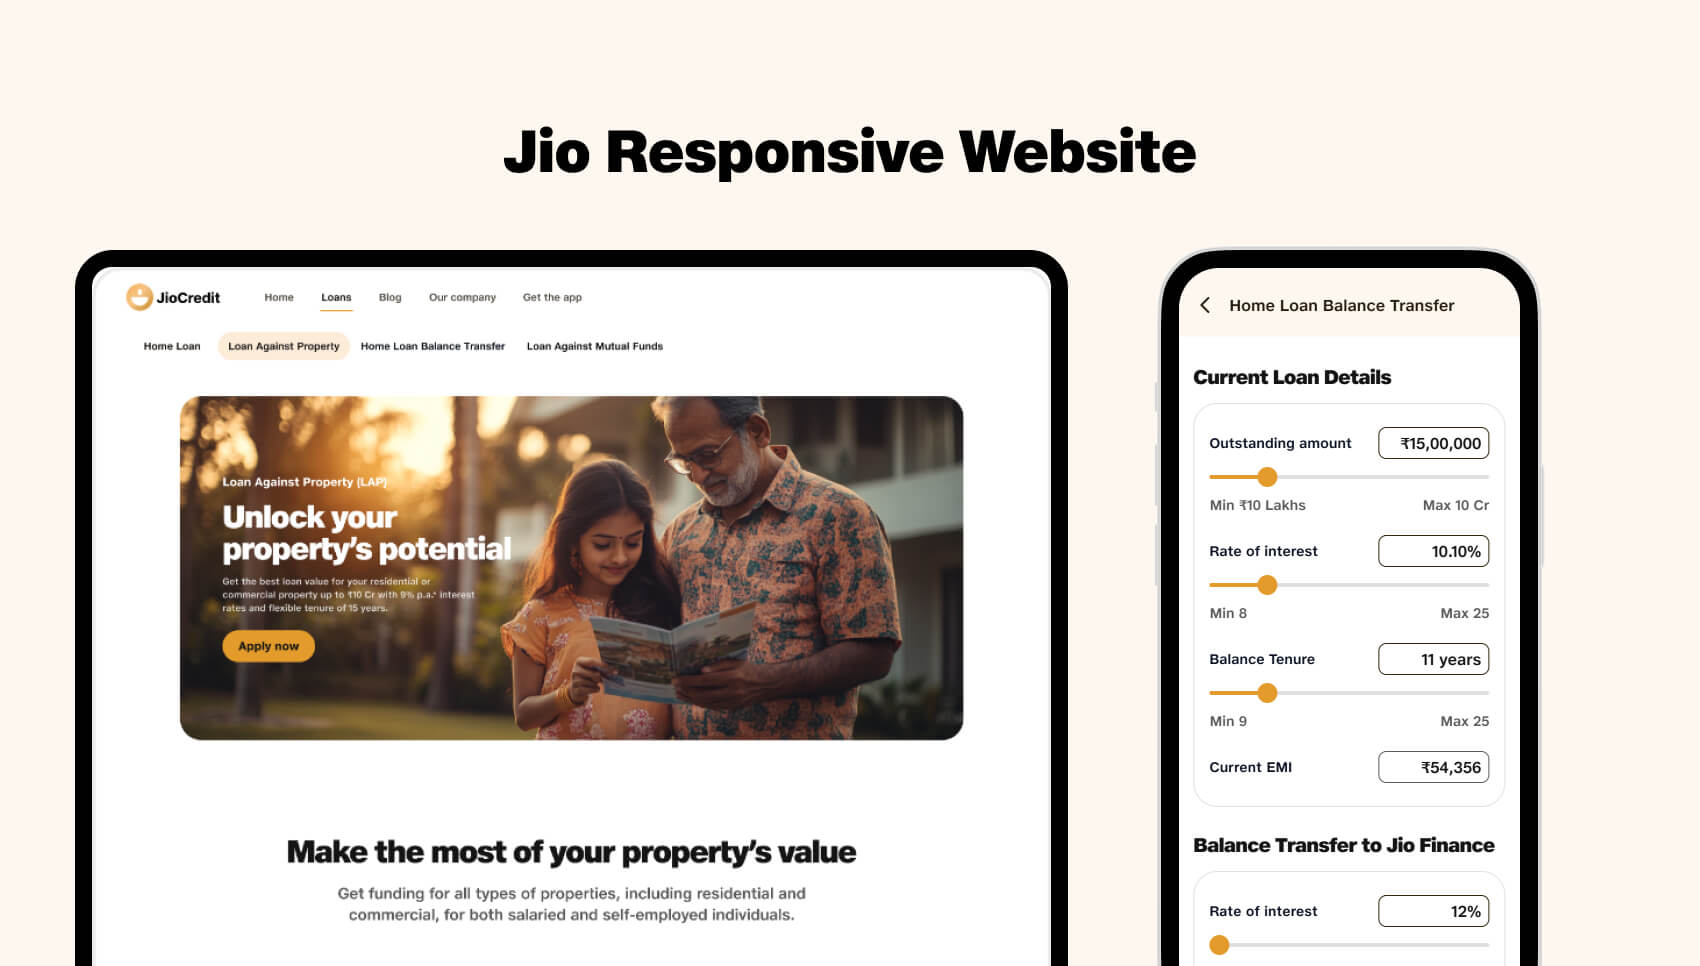 Jio Responsive Website
JioCredit
Home Loans Blog Our company Get the app
Home Loan Loan Against Property Home Loan Balance Transfer Loan Against Mutual Funds
Loan Against Property (LAP)
Unlock your
property's potential
Get the best loan value for your residential or
commercial property up to ₹10 Cr with 9% p.a.* interest
rates and flexible tenure of 15 years.
Apply now
Make the most of your property's value
Get funding for all types of properties, including residential and
commercial, for both salaried and self-employed individuals.
Home Loan Balance Transfer
Current Loan Details
Outstanding amount ₹15,00,000
Min ₹10 Lakhs Max 10 Cr
Rate of interest 10.10%
Min 8 Max 25
Balance Tenure 11 years
Min 9 Max 25
Current EMI ₹54,356
Balance Transfer to Jio Finance
Rate of interest 12%